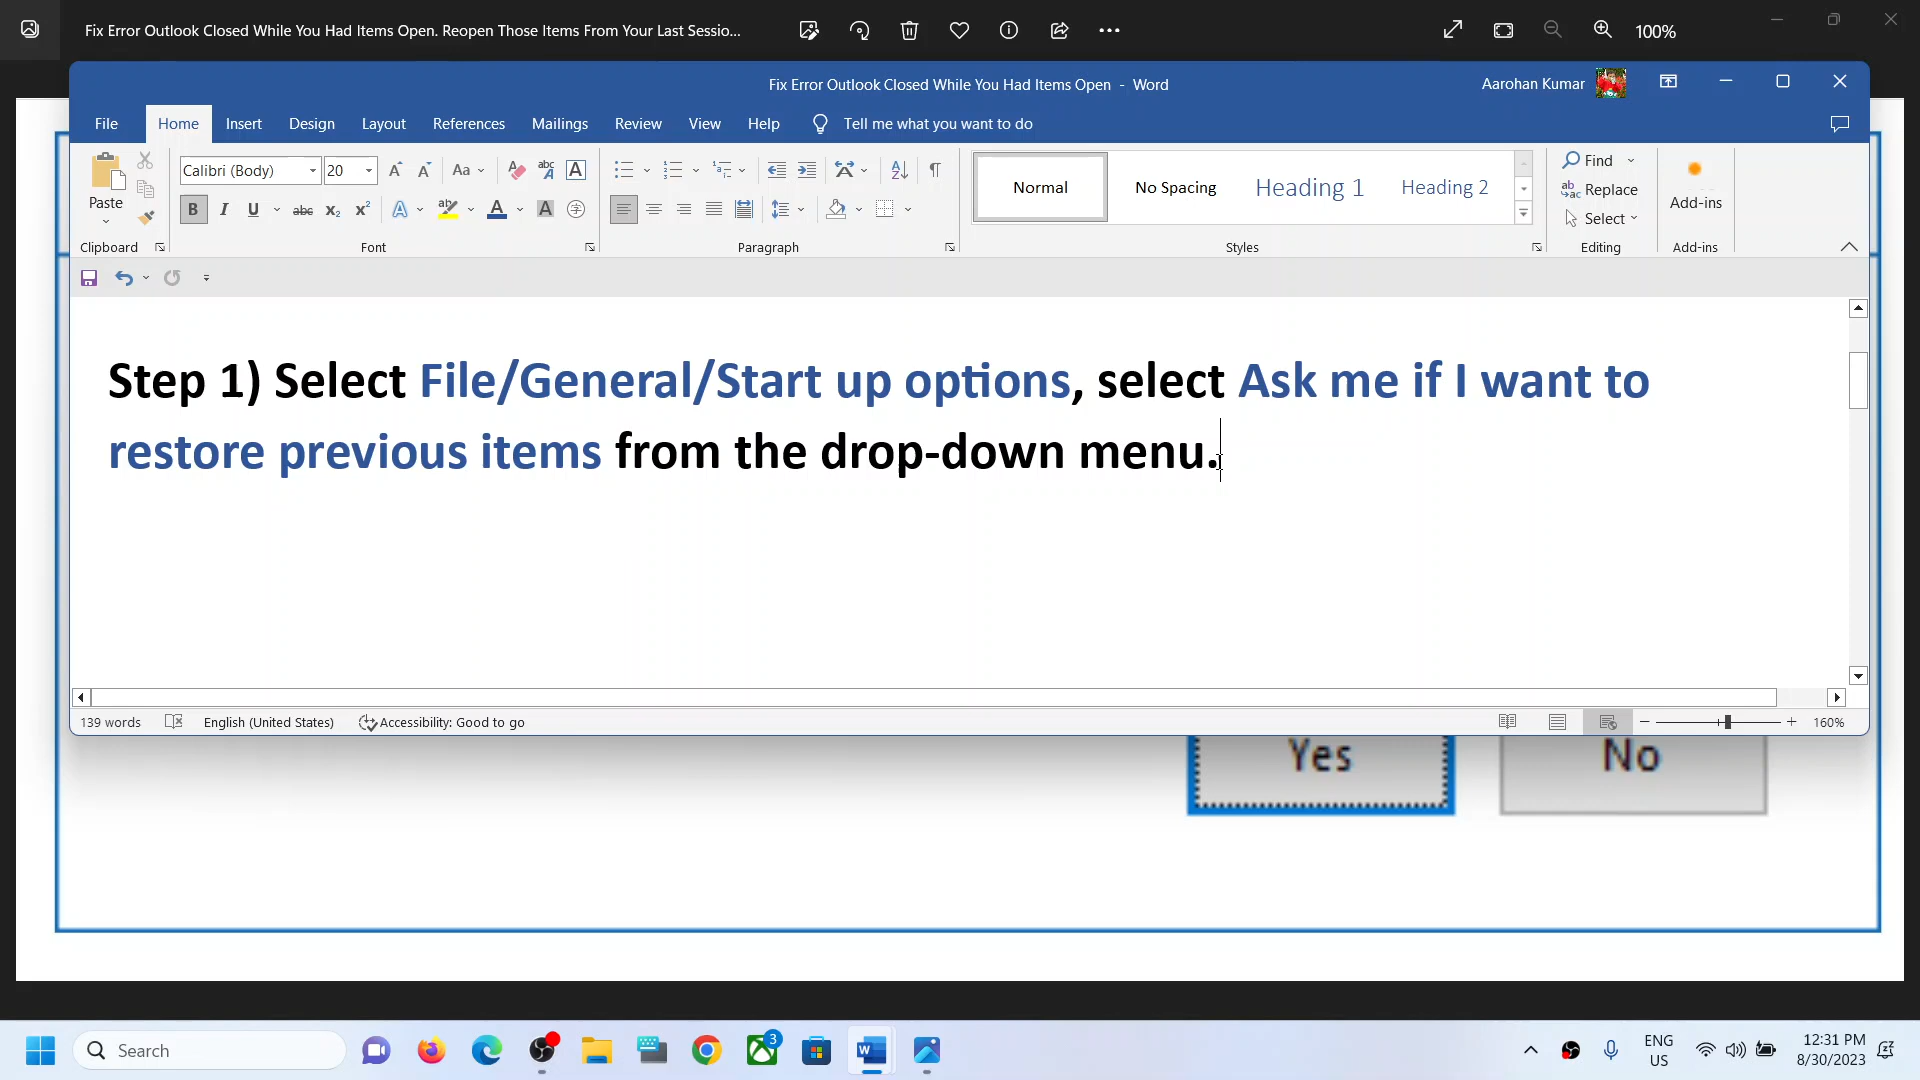 Fix Error Outlook Closed While You Had Items Open. Reopen Those Items From Your Last Sessio...
100%
Fix Error Outlook Closed While You Had Items Open - Word
Aarohan Kumar
File Home Insert Design Layout References Mailings Review View Help Tell me what you want to do
Paste
Clipboard
Calibri (Body) 20
Font
Paragraph
Normal No Spacing Heading 1 Heading 2
Styles
Find
Replace
Select
Editing
Add-ins
Add-ins
Step 1) Select File/General/Start up options, select Ask me if I want to
restore previous items from the drop-down menu.
139 words English (United States) Accessibility: Good to go 160%
Yes No
Search
3
ENG
US
12:31 PM
8/30/2023